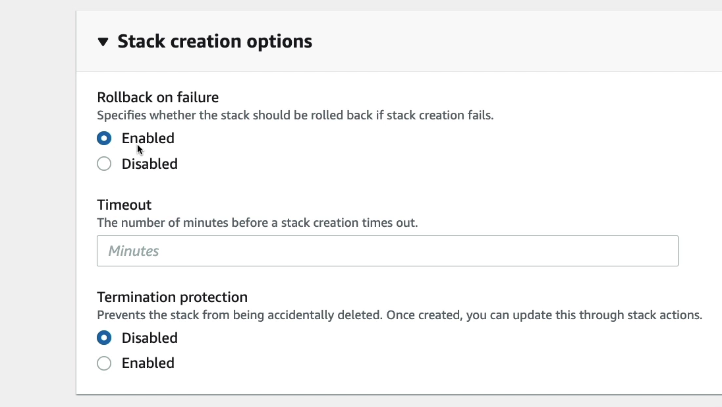 Stack creation options
Rollback on failure
Specifies whether the stack should be rolled back if stack creation fails.
Enabled
Disabled
Timeout
The number of minutes before a stack creation times out.
Minutes
Termination protection
Prevents the stack from being accidentally deleted. Once created, you can update this through stack actions.
Disabled
Enabled